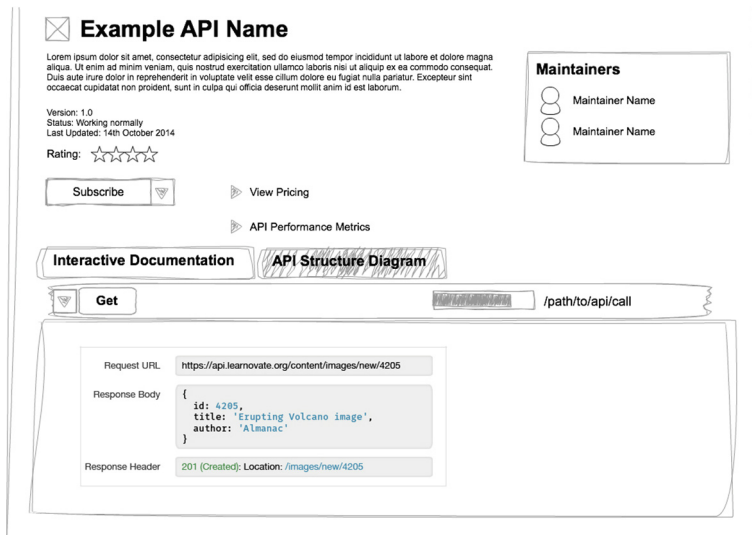 Example API Name
Lorem ipsum dolor sit amet, consectetur adipisicing elit, sed do eiusmod tempor incididunt ut labore et dolore magna
aliqua. Ut enim ad minim veniam, quis nostrud exercitation ullamco laboris nisi ut aliquip ex ea commodo consequat.
Duis aute irure dolor in reprehenderit in voluptate velit esse cillum dolore eu fugiat nulla pariatur. Excepteur sint
occaecat cupidatat non proident, sunt in culpa qui officia deserunt mollit anim id est laborum.
Maintainers
Maintainer Name
Maintainer Name
Version: 1.0
Status: Working normally
Last Updated: 14th October 2014
Rating:
Subscribe
View Pricing
API Performance Metrics
Interactive Documentation
API Structure Diagram
Get
/path/to/api/call
Request URL
https://api.learnovate.org/content/images/new/4205
Response Body
{
id: 4205,
title: 'Erupting Volcano image',
author: 'Almanac'
}
Response Header
201 (Created): Location: /images/new/4205